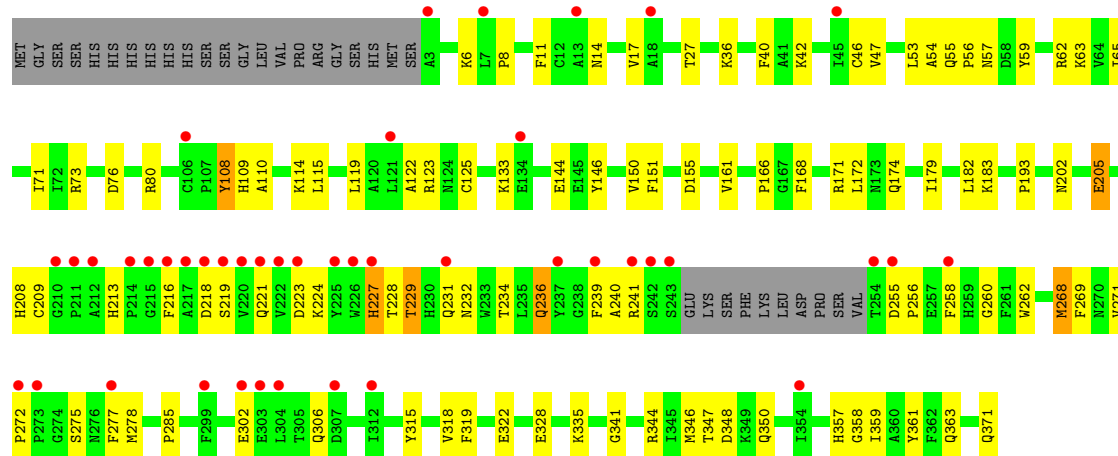 MET GLY SER SER HIS HIS HIS HIS HIS HIS SER SER GLY LEU VAL PRO ARG GLY SER HIS MET SER A3 K6 L7 P8 F11 C12 A13 N14 V17 A18 T27 K36 F40 A41 K42 I45 C46 V47 L53 A54 Q55 P56 N57 D58 Y59 R62 K63 V64
I71 I72 R73 D76 R80 C106 P107 Y108 H109 A110 K114 L115 L119 A120 L121 A122 R123 N124 C125 K133 E134 E144 E145 Y146 V150 F151 D155 V161 P166 G167 F168 R171 L172 N173 Q174 I179 L182 K183 P193 N202 E205
H208 C209 G210 P211 A212 H213 P214 G215 F216 A217 D218 S219 V220 Q221 V222 D223 K224 Y225 W226 H227 T228 T229 H230 Q231 N232 W233 T234 L235 Q236 Y237 G238 F239 A240 R241 S242 S243 GLU LYS SER PHE LYS LEU ASP PRO SER VAL T254 D255 P256 E257 F258 H259 G260 F261 W262 M268 F269 N270
P272 P273 G274 S275 N276 F277 M278 P285 F299 E302 E303 L304 T305 Q306 D307 I312 Y315 V318 F319 E322 E328 K335 G341 R344 I345 M346 T347 D348 K349 Q350 I354 H357 G358 I359 A360 Y361 F362 Q363 Q371